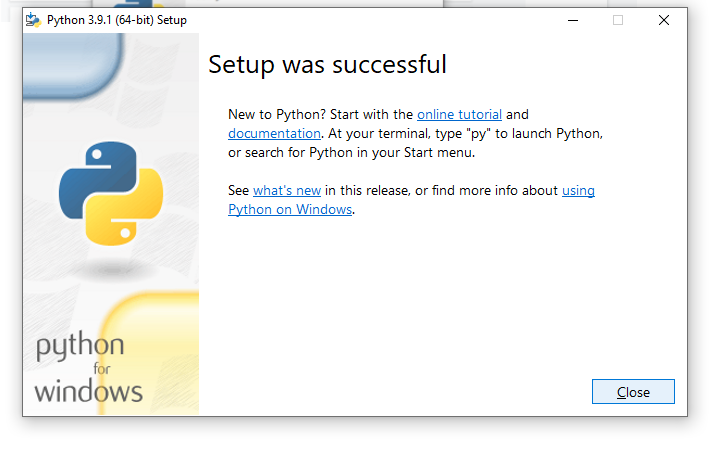 Python 3.9.1 (64-bit) Setup
Setup was successful
New to Python? Start with the online tutorial and
documentation. At your terminal, type "py" to launch Python,
or search for Python in your Start menu.
See what's new in this release, or find more info about using
Python on Windows.
python
for
windows
Close